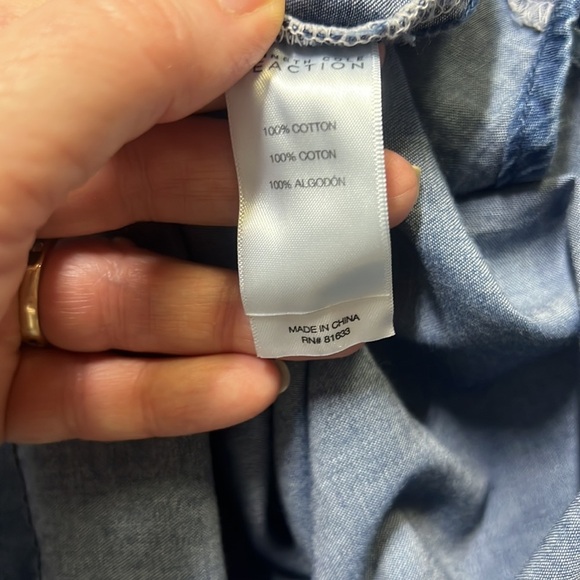 100% COTTON
100% COTON
100% ALGODÓN
MADE IN CHINA
RN# 81633